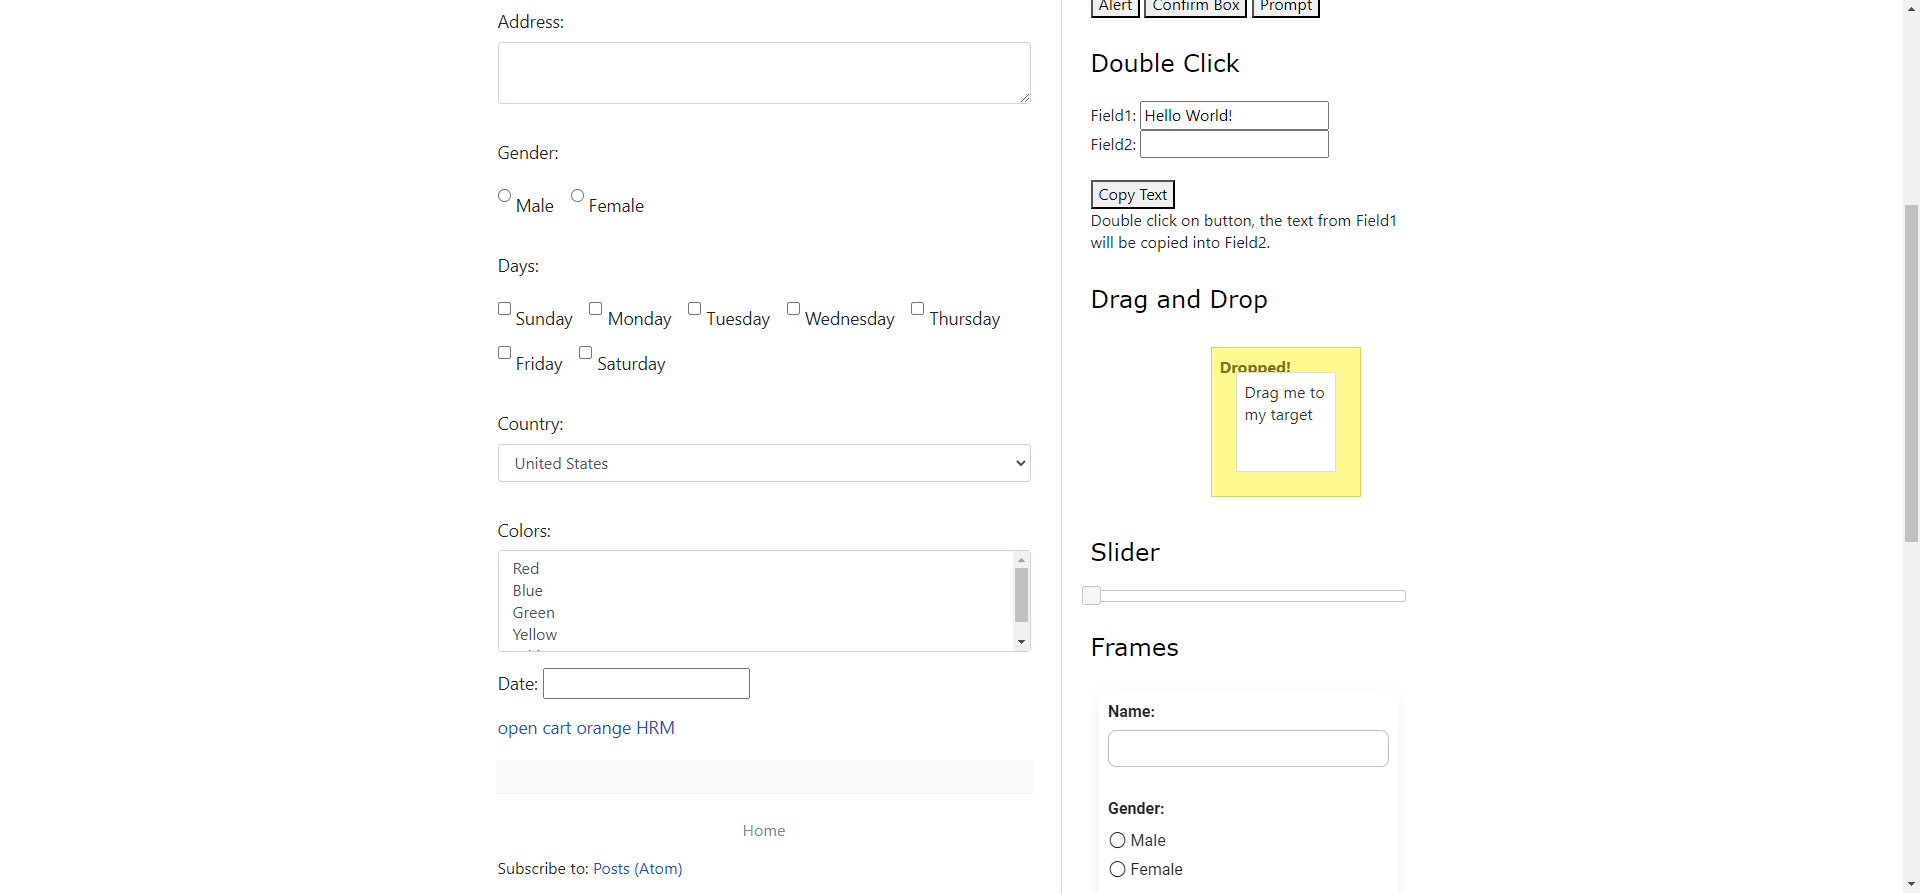 Address:
Gender:
Male Female
Days:
Sunday Monday Tuesday Wednesday Thursday
Friday Saturday
Country:
United States
Colors:
Red
Blue
Green
Yellow
Date:
open cart orange HRM
Home
Subscribe to: Posts (Atom)
Alert Confirm Box Prompt
Double Click
Field1: Hello World!
Field2:
Copy Text
Double click on button, the text from Field1
will be copied into Field2.
Drag and Drop
Dropped!
Drag me to
my target
Slider
Frames
Name:
Gender:
Male
Female